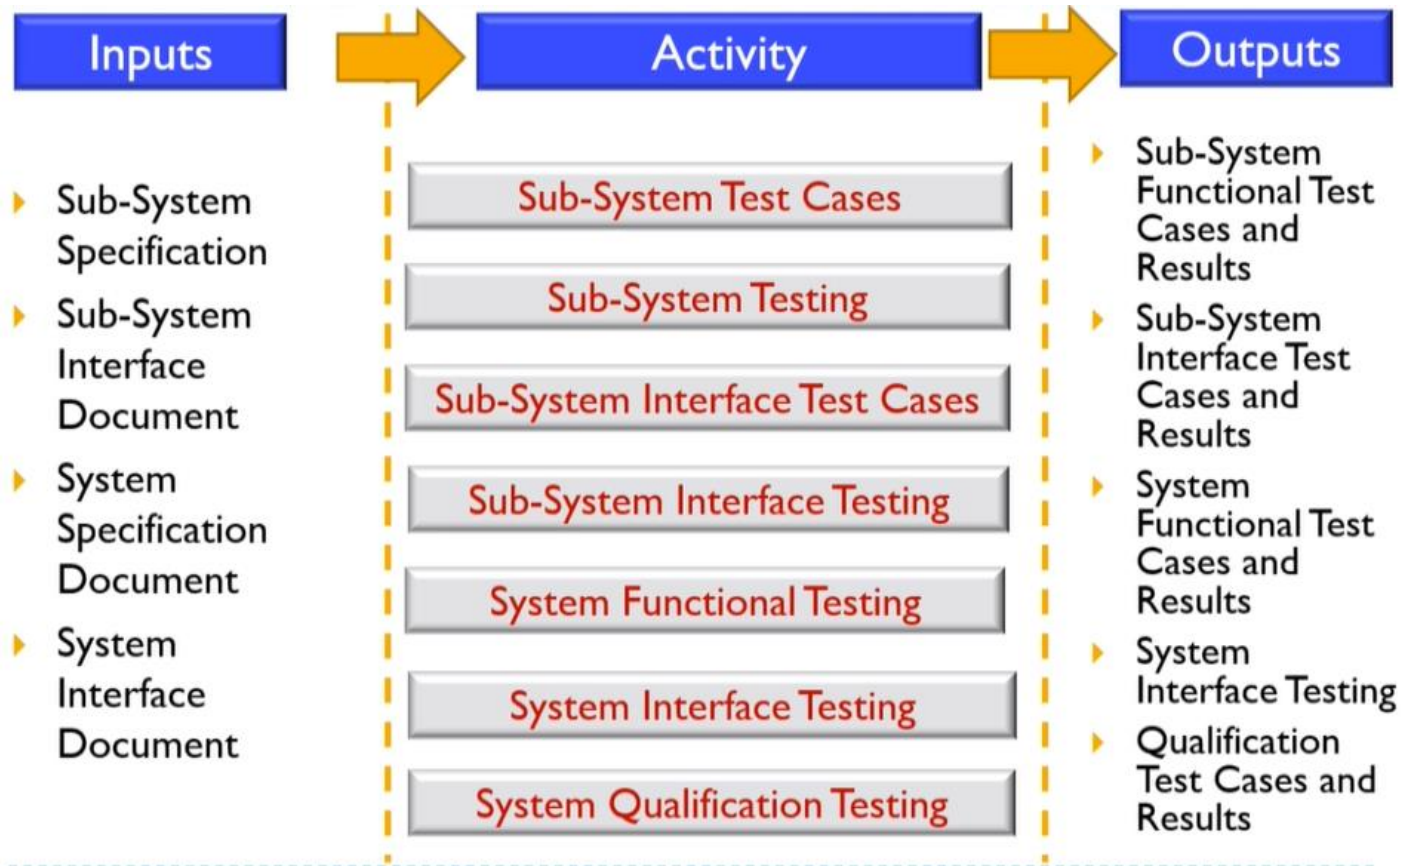 Inputs
Activity
Outputs
Sub-System
Specification
Sub-System
Interface
Document
System
Specification
Document
System
Interface
Document
Sub-System Test Cases
Sub-System Testing
Sub-System Interface Test Cases
Sub-System Interface Testing
System Functional Testing
System Interface Testing
System Qualification Testing
Sub-System
Functional Test
Cases and
Results
Sub-System
Interface Test
Cases and
Results
System
Functional Test
Cases and
Results
System
Interface Testing
Qualification
Test Cases and
Results